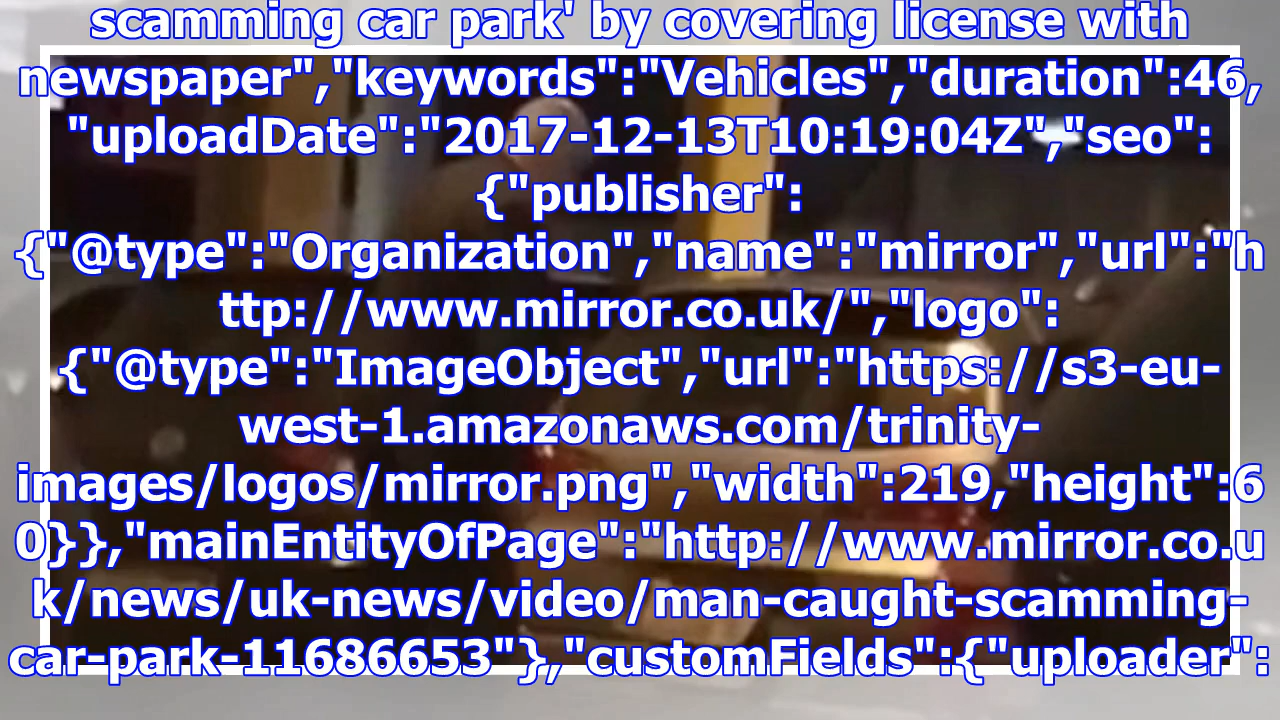 scamming car park' by covering license with
newspaper","keywords":"Vehicles","duration":46,
"uploadDate":"2017-12-13T10:19:04Z","seo":
{"publisher":
{"@type":"Organization","name":"mirror","url":"h
ttp://www.mirror.co.uk/","logo":
{"@type":"ImageObject","url":"https://s3-eu-
west-1.amazonaws.com/trinity-
images/logos/mirror.png","width":219,"height":6
0}},"mainEntityOfPage":"http://www.mirror.co.u
k/news/uk-news/video/man-caught-scamming-
car-park-11686653"},"customFields":{"uploader":